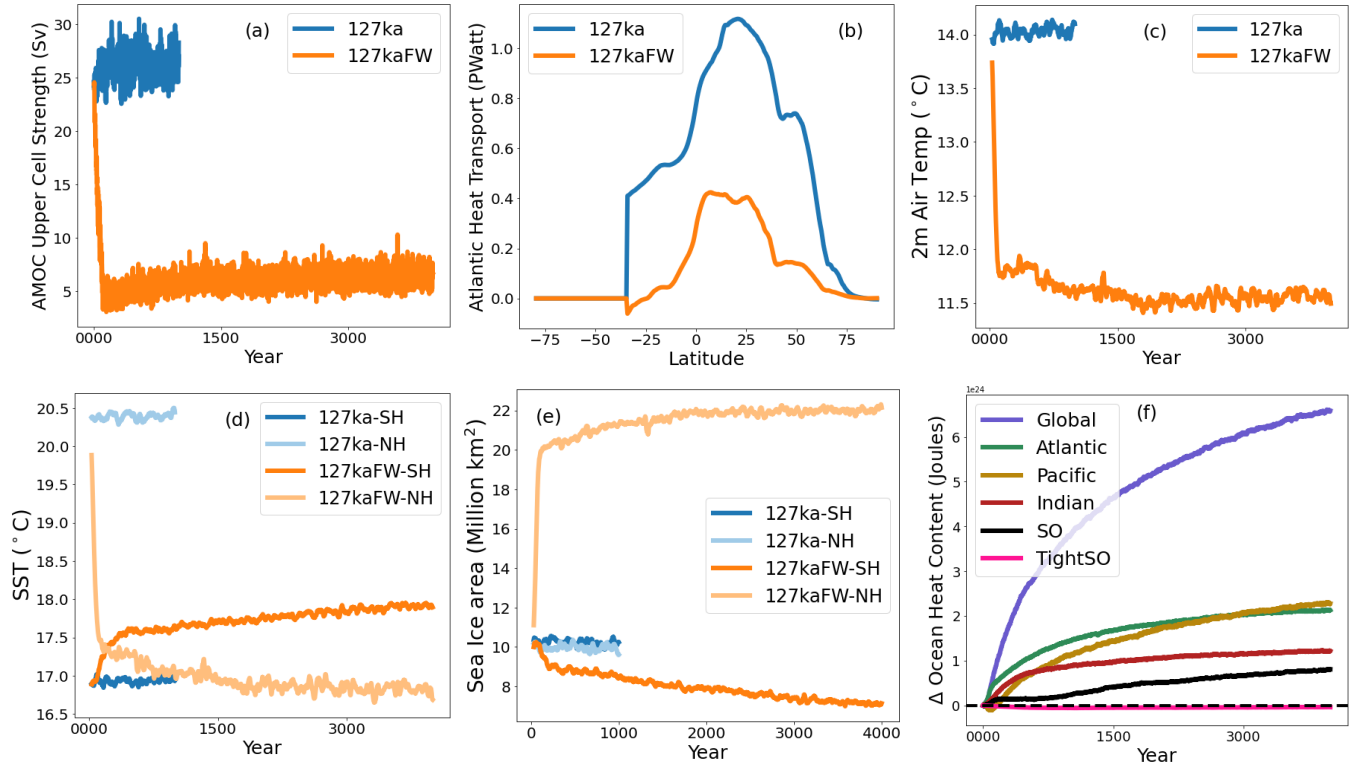 AMOC Upper Cell Strength (Sv)
30
25
20
15
10
5
0000
1500
3000
Year
(a)
127ka
127kaFW
Atlantic Heat Transport (PWatt)
1.0
0.8
0.6
0.4
0.2
0.0
−75
−50
−25
0
25
50
75
Latitude
127ka
127kaFW
(b)
2m Air Temp (°C)
14.0
13.5
13.0
12.5
12.0
11.5
0000
1500
3000
Year
(c)
127ka
127kaFW
SST (°C)
20.5
20.0
19.5
19.0
18.5
18.0
17.5
17.0
16.5
0000
1500
3000
Year
(d)
127ka-SH
127ka-NH
127kaFW-SH
127kaFW-NH
Sea Ice area (Million km²)
22
20
18
16
14
12
10
8
0
1000
2000
3000
4000
Year
(e)
127ka-SH
127ka-NH
127kaFW-SH
127kaFW-NH
Δ Ocean Heat Content (Joules)
1e24
6
5
4
3
2
1
0
0000
1500
3000
Year
(f)
Global
Atlantic
Pacific
Indian
SO
TightSO